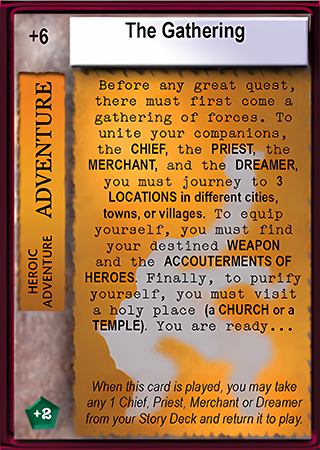 +6
The Gathering
HEROIC
ADVENTURE
ADVENTURE
Before any great quest,
there must first come a
gathering of forces. To
unite your companions,
the CHIEF, the PRIEST, the
MERCHANT, and the DREAMER,
you must journey to 3
LOCATIONS in different cities,
towns, or villages. To equip
yourself, you must find
your destined WEAPON
and the ACCOUTERMENTS OF
HEROES. Finally, to purify
yourself, you must visit
a holy place (a CHURCH or a
TEMPLE). You are ready...
When this card is played, you may take
any 1 Chief, Priest, Merchant or Dreamer
from your Story Deck and return it to play.
+2